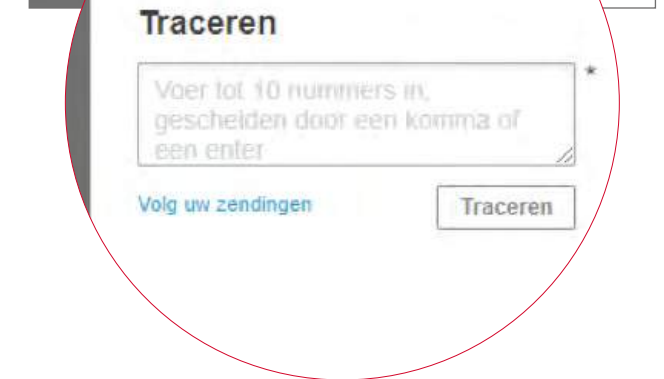 Traceren
Voer tot 10 nummers in,
gescheiden door een komma of
een enter
*
Volg uw zendingen
Traceren